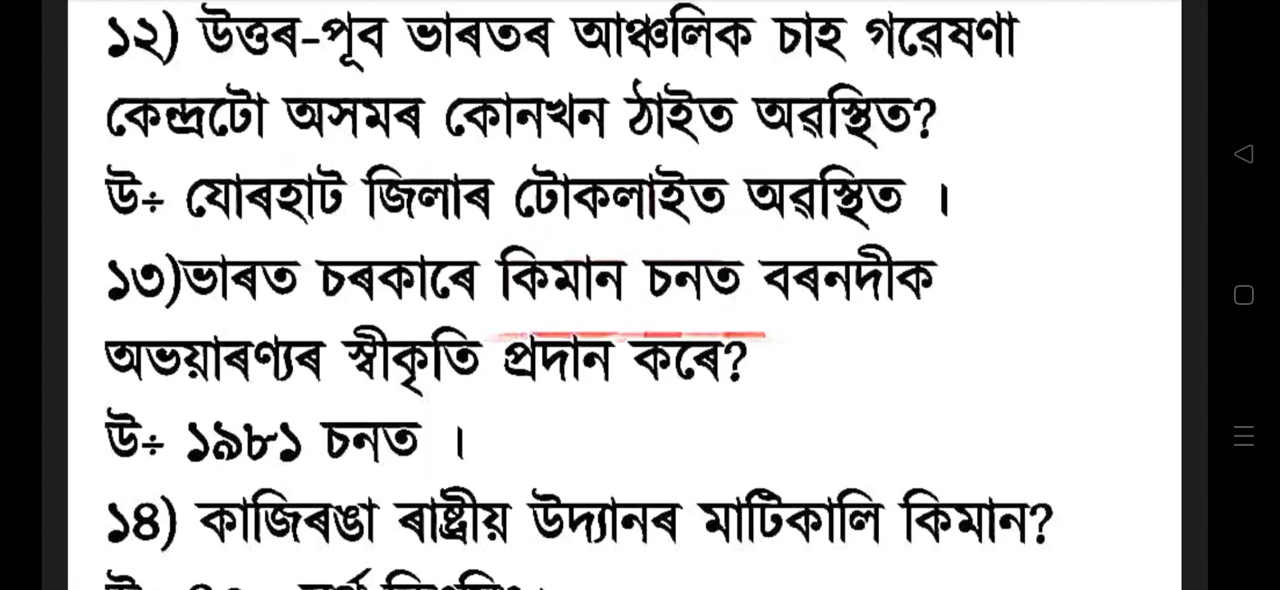 ১২) উত্তৰ-পূব ভাৰতৰ আঞ্চলিক চাহ গৱেষণা
কেন্দ্ৰটো অসমৰ কোনখন ঠাইত অৱস্থিত?
উ÷ যোৰহাট জিলাৰ টোকলাইত অৱস্থিত ।
১৩)ভাৰত চৰকাৰে কিমান চনত বৰনদীক
অভয়াৰণ্যৰ স্বীকৃতি প্ৰদান কৰে?
উ÷ ১৯৮১ চনত ।
১৪) কাজিৰঙা ৰাষ্ট্ৰীয় উদ্যানৰ মাটিকালি কিমান?